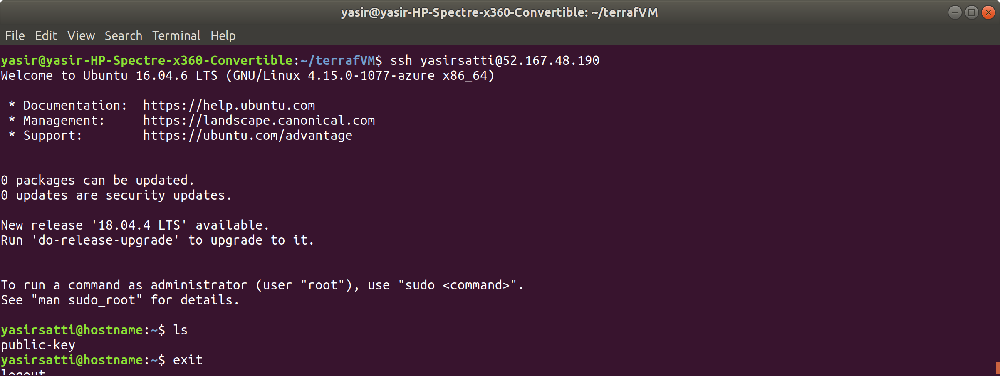 yasir@yasir-HP-Spectre-x360-Convertible: ~/terrafVM
File Edit View Search Terminal Help
yasir@yasir-HP-Spectre-x360-Convertible:~/terrafVM$ ssh yasirsatti@52.167.48.190
Welcome to Ubuntu 16.04.6 LTS (GNU/Linux 4.15.0-1077-azure x86_64)
* Documentation:  https://help.ubuntu.com
* Management:     https://landscape.canonical.com
* Support:        https://ubuntu.com/advantage
0 packages can be updated.
0 updates are security updates.
New release '18.04.4 LTS' available.
Run 'do-release-upgrade' to upgrade to it.
To run a command as administrator (user "root"), use "sudo <command>".
See "man sudo_root" for details.
yasirsatti@hostname:~$ ls
public-key
yasirsatti@hostname:~$ exit
logout